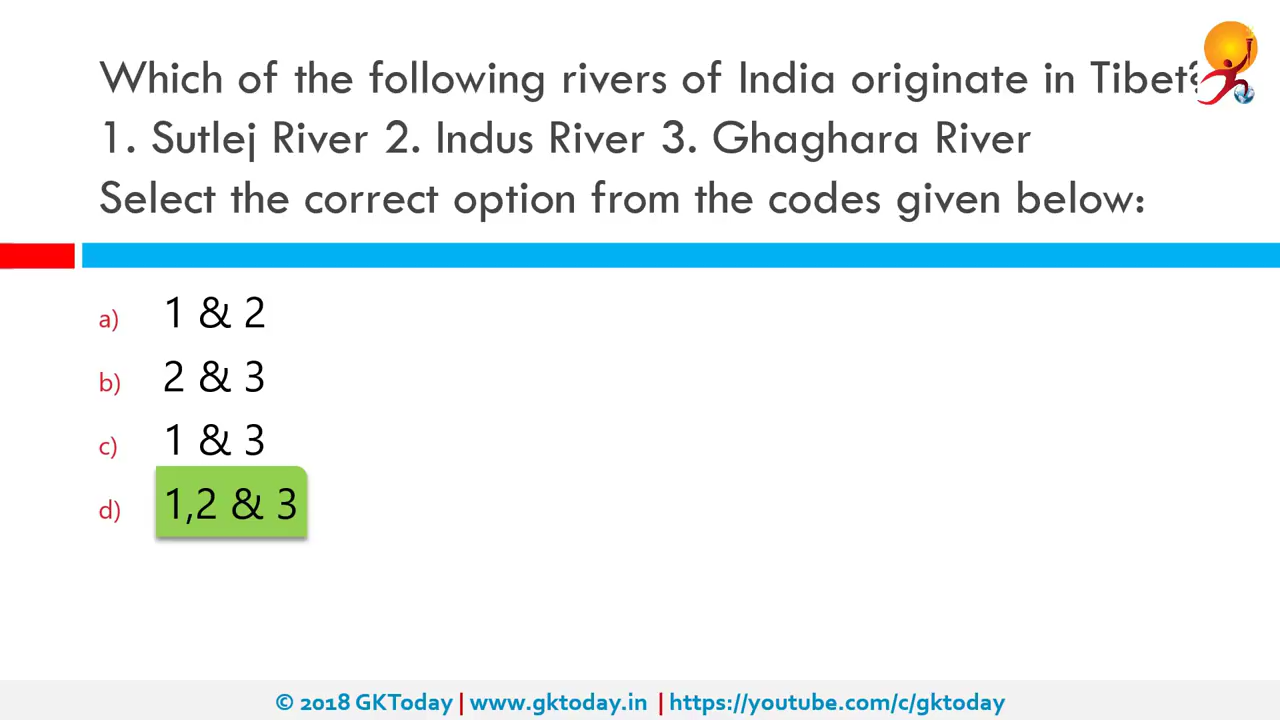 Which of the following rivers of India originate in Tibet?
1. Sutlej River 2. Indus River 3. Ghaghara River
Select the correct option from the codes given below:
a) 1 & 2
b) 2 & 3
c) 1 & 3
d) 1,2 & 3
© 2018 GKToday | www.gktoday.in | https://youtube.com/c/gktoday